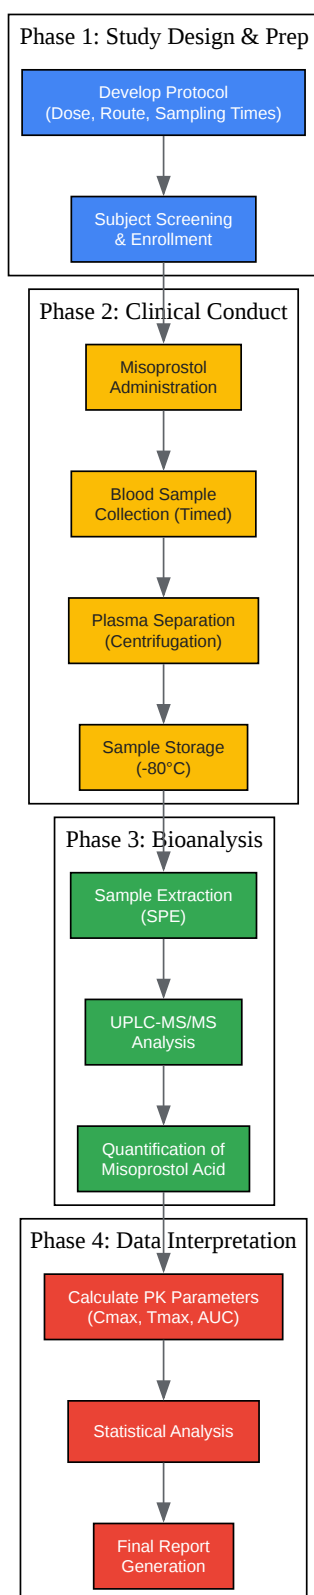 Phase 1: Study Design & Prep
Develop Protocol
(Dose, Route, Sampling Times)
Subject Screening
& Enrollment
Phase 2: Clinical Conduct
Misoprostol
Administration
Blood Sample
Collection (Timed)
Plasma Separation
(Centrifugation)
Sample Storage
(-80°C)
Phase 3: Bioanalysis
Sample Extraction
(SPE)
UPLC-MS/MS
Analysis
Quantification of
Misoprostol Acid
Phase 4: Data Interpretation
Calculate PK Parameters
(Cmax, Tmax, AUC)
Statistical Analysis
Final Report
Generation